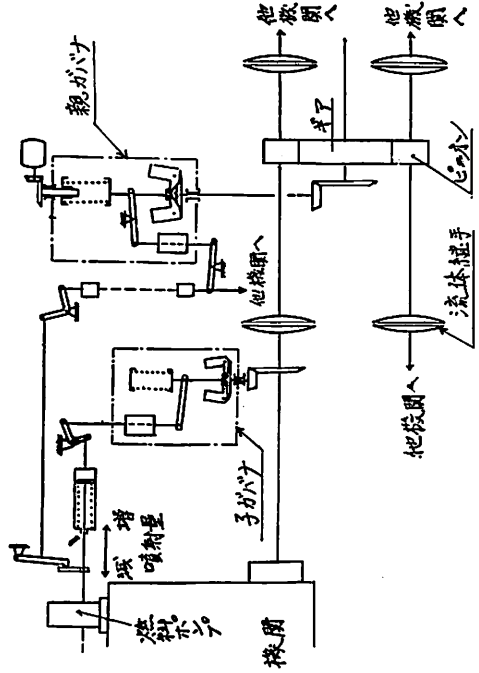 他機関へ
他機関へ
親ガバナ
ギア
ピニオン
他機関へ
流体継手
他機関へ
子ガバナ
増
減
噴射量
燃料ポンプ
機関